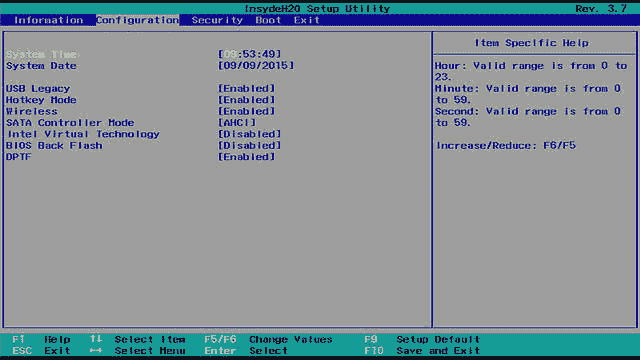 InsydeH20 Setup Utility Rev. 3.7
Information Configuration Security Boot Exit
Item Specific Help
System Time [09:53:49]
System Date [09/09/2015]
Hour: Valid range is from 0 to
23.
USB Legacy [Enabled]
Minute: Valid range is from 0
Hotkey Mode [Enabled]
to 59.
Wireless [Enabled]
Second: Valid range is from 0
SATA Controller Mode [AHCI]
to 59.
Intel Virtual Technology [Disabled]
BIOS Back Flash [Disabled]
Increase/Reduce: F6/F5
DPTF [Enabled]
F1 Help ↑↓ Select Item F5/F6 Change Values F9 Setup Default
ESC Exit ↔ Select Menu Enter Select F10 Save and Exit